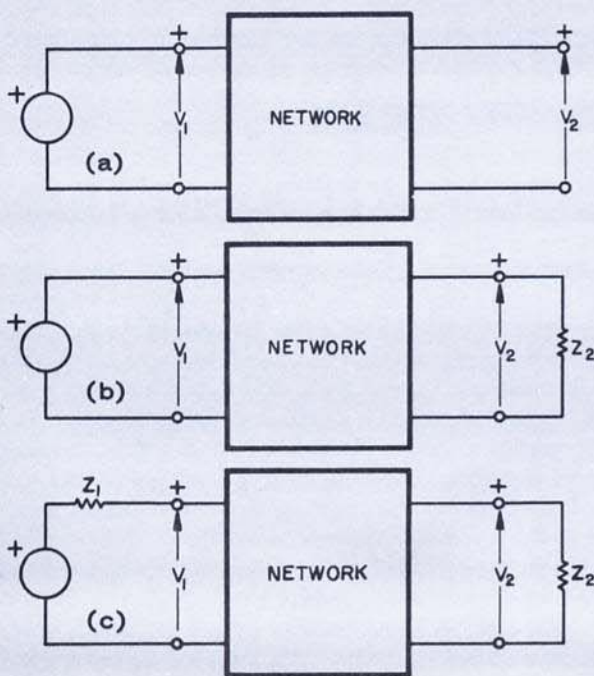 + + +
V₁ NETWORK V₂
(a)
+ + +
V₁ NETWORK V₂ Z₂
(b)
Z₁
+ + +
V₁ NETWORK V₂ Z₂
(c)